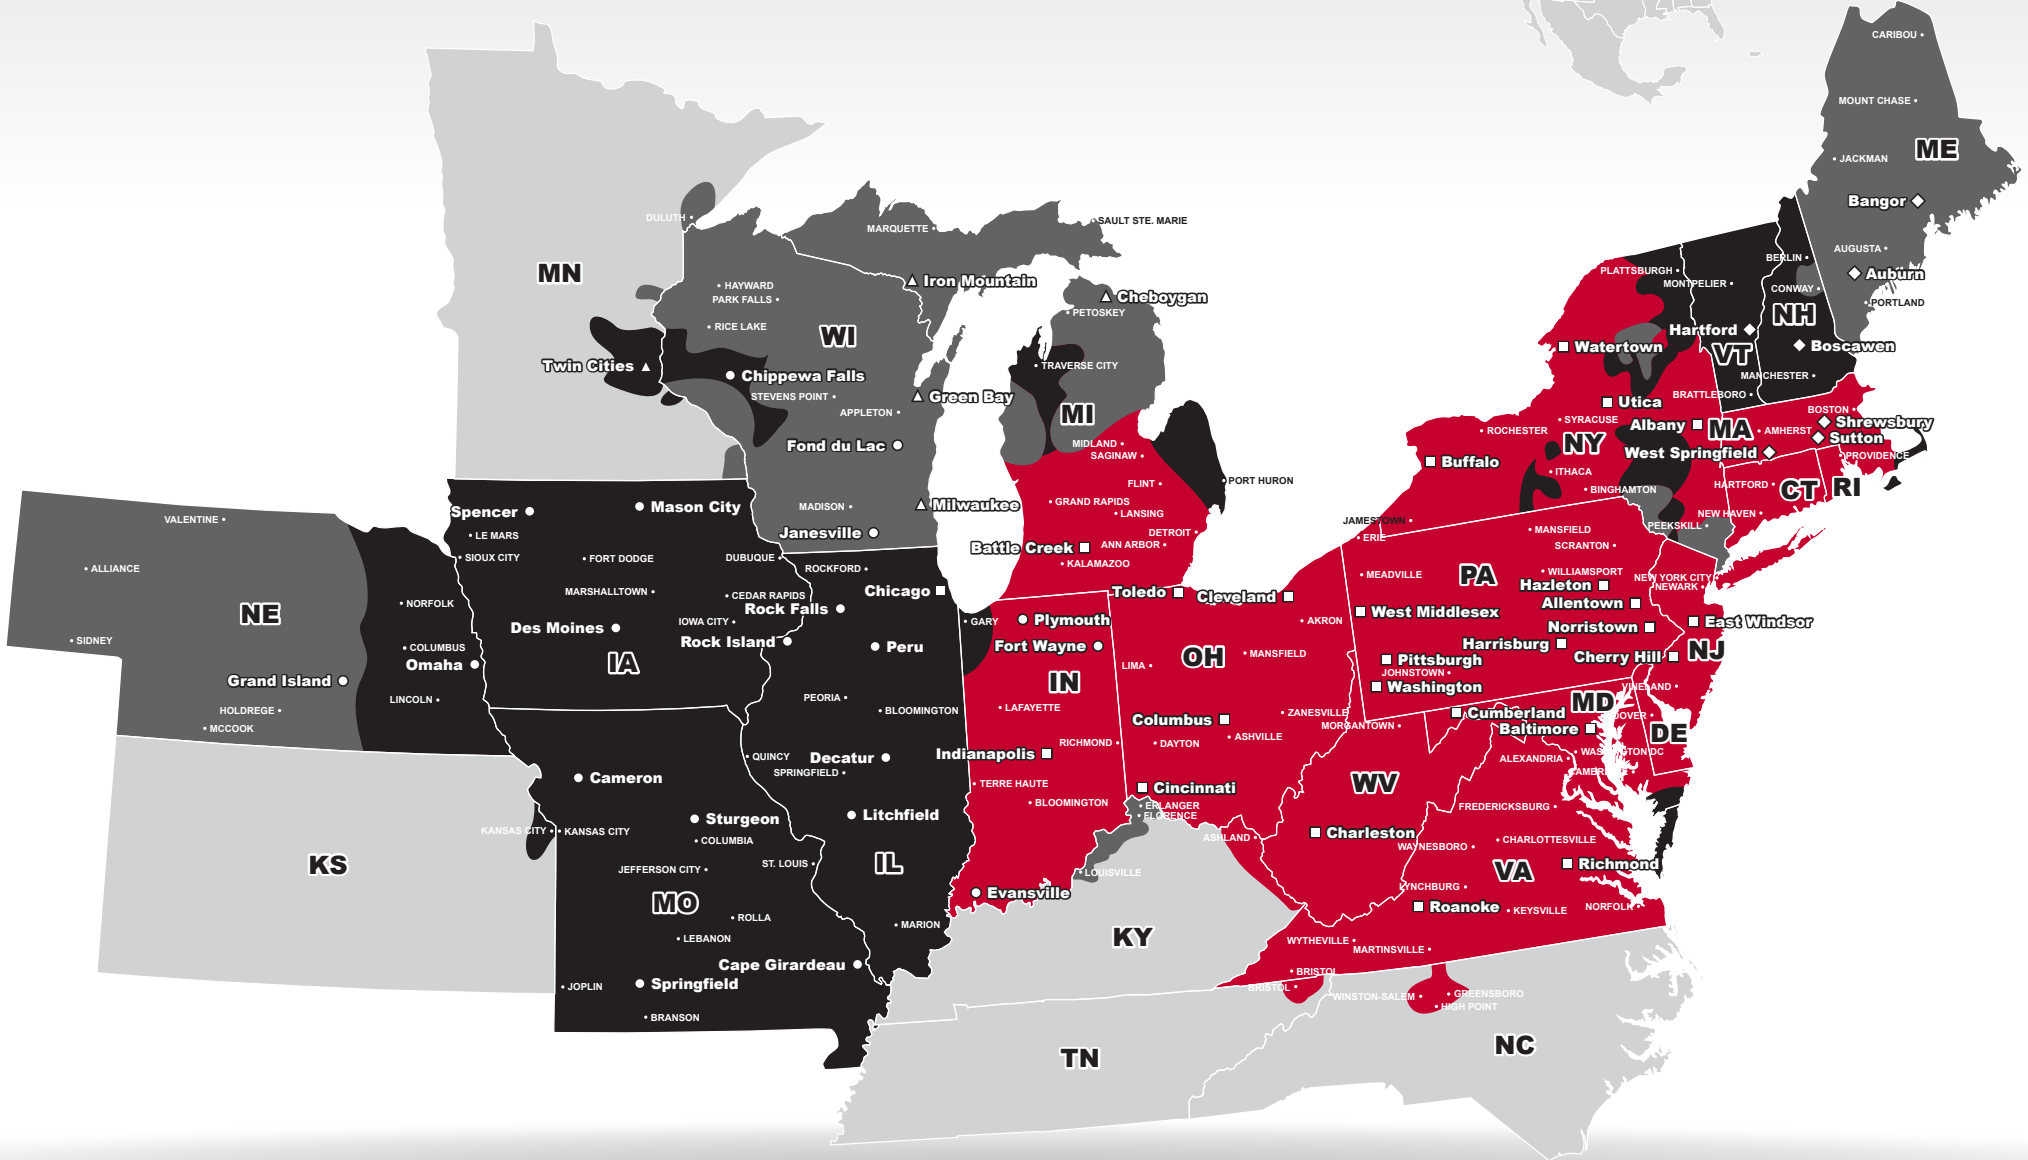 CARIBOU
MOUNT CHASE
ME
JACKMAN
Bangor
AUGUSTA
Auburn
PORTLAND
BERLIN
CONWAY
NH
Boscawen
MANCHESTER
PLATTSBURGH
MONTPELIER
Hartford
VT
BRATTLEBORO
Watertown
Utica
SYRACUSE
ROCHESTER
Albany
NY
Buffalo
ITHACA
BINGHAMTON
JAMESTOWN
PEEKSKILL
NEW YORK CITY
BOSTON
Shrewsbury
MA
AMHERST
Sutton
West Springfield
PROVIDENCE
HARTFORD
CT
RI
NEW HAVEN
MN
DULUTH
Twin Cities
MARQUETTE
SAULT STE. MARIE
Iron Mountain
Cheboygan
PETOSKEY
TRAVERSE CITY
MI
MIDLAND
SAGINAW
FLINT
PORT HURON
GRAND RAPIDS
LANSING
DETROIT
Battle Creek
ANN ARBOR
KALAMAZOO
HAYWARD
PARK FALLS
RICE LAKE
WI
Chippewa Falls
STEVENS POINT
Green Bay
APPLETON
Fond du Lac
MADISON
Milwaukee
Janesville
VALENTINE
ALLIANCE
NE
NORFOLK
SIDNEY
COLUMBUS
Omaha
Grand Island
LINCOLN
HOLDREGE
MCCOOK
Spencer
Mason City
LE MARS
SIOUX CITY
FORT DODGE
DUBUQUE
MARSHALLTOWN
CEDAR RAPIDS
IOWA CITY
Des Moines
IA
ROCKFORD
Chicago
Rock Falls
Rock Island
Peru
PEORIA
BLOOMINGTON
QUINCY
Decatur
SPRINGFIELD
Litchfield
IL
MARION
Cameron
Sturgeon
KANSAS CITY
KANSAS CITY
COLUMBIA
ST. LOUIS
JEFFERSON CITY
MO
ROLLA
LEBANON
Cape Girardeau
Springfield
JOPLIN
BRANSON
KS
GARY
Plymouth
Fort Wayne
IN
LAFAYETTE
RICHMOND
Indianapolis
TERRE HAUTE
BLOOMINGTON
Evansville
Toledo
Cleveland
AKRON
LIMA
OH
MANSFIELD
Columbus
ZANESVILLE
DAYTON
ASHVILLE
Cincinnati
ERLANGER
FLORENCE
ASHLAND
LOUISVILLE
KY
TN
NC
ERIE
MANSFIELD
SCRANTON
MEADVILLE
PA
WILLIAMSPORT
Hazleton
NEWARK
Allentown
West Middlesex
East Windsor
Norristown
Harrisburg
Cherry Hill
NJ
Pittsburgh
JOHNSTOWN
Washington
VINELAND
MD
Cumberland
DOVER
MORGANTOWN
Baltimore
DE
WASHINGTON DC
ALEXANDRIA
WV
FREDERICKSBURG
Charleston
CHARLOTTESVILLE
WAYNESBORO
Richmond
VA
LYNCHBURG
Roanoke
KEYSVILLE
NORFOLK
WYTHEVILLE
MARTINSVILLE
BRISTOL
BRISTOL
WINSTON-SALEM
GREENSBORO
HIGH POINT